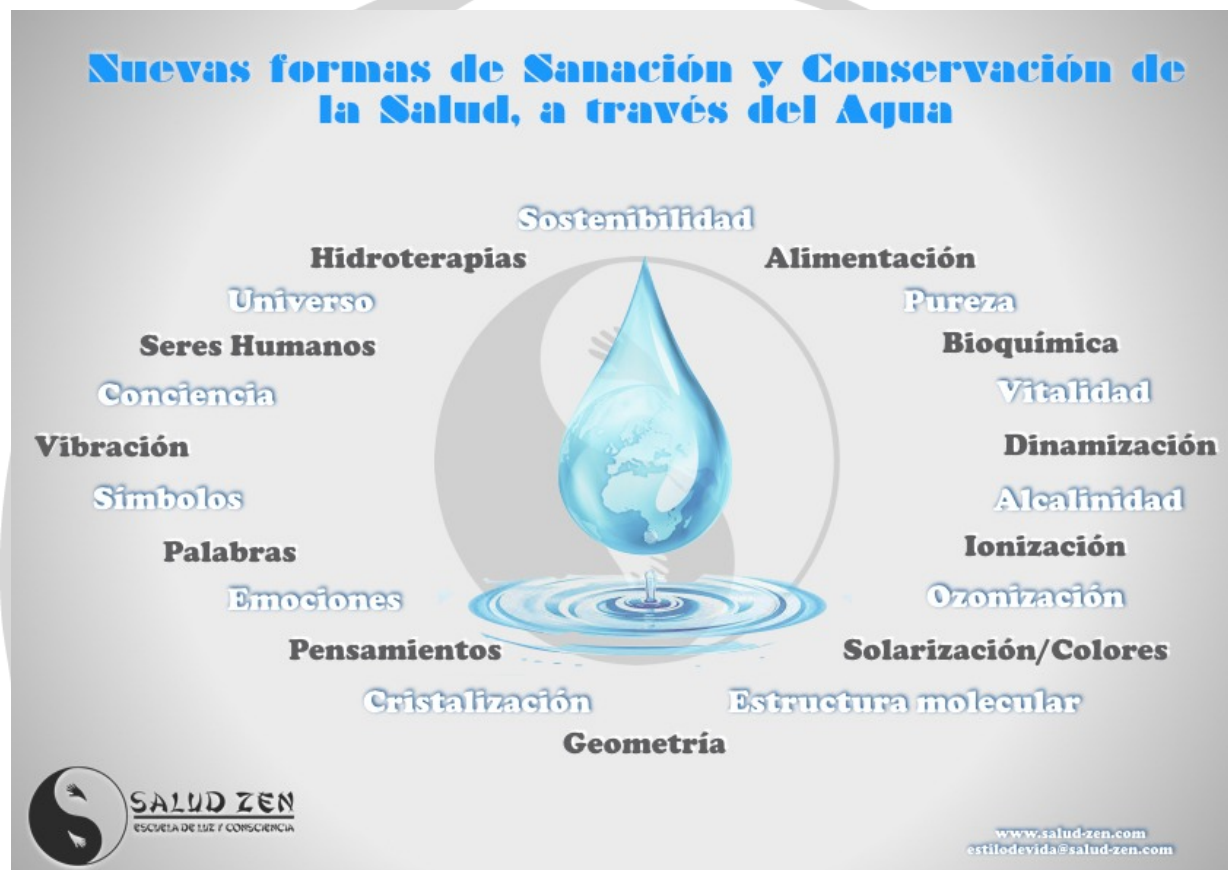 Nuevas formas de Sanación y Conservación de
la Salud, a través del Aqua
Sostenibilidad
Hidroterapias
Alimentación
Universo
Pureza
Seres Humanos
Bioquímica
Conciencia
Vitalidad
Vibración
Dinamización
Símbolos
Alcalinidad
Palabras
Ionización
Emociones
Ozonización
Pensamientos
Solarización/Colores
Cristalización
Estructura molecular
Geometría
SALUD ZEN
ESCUELA DE LUZ Y CONSCIENCIA
www.salud-zen.com
estilodevida@salud-zen.com